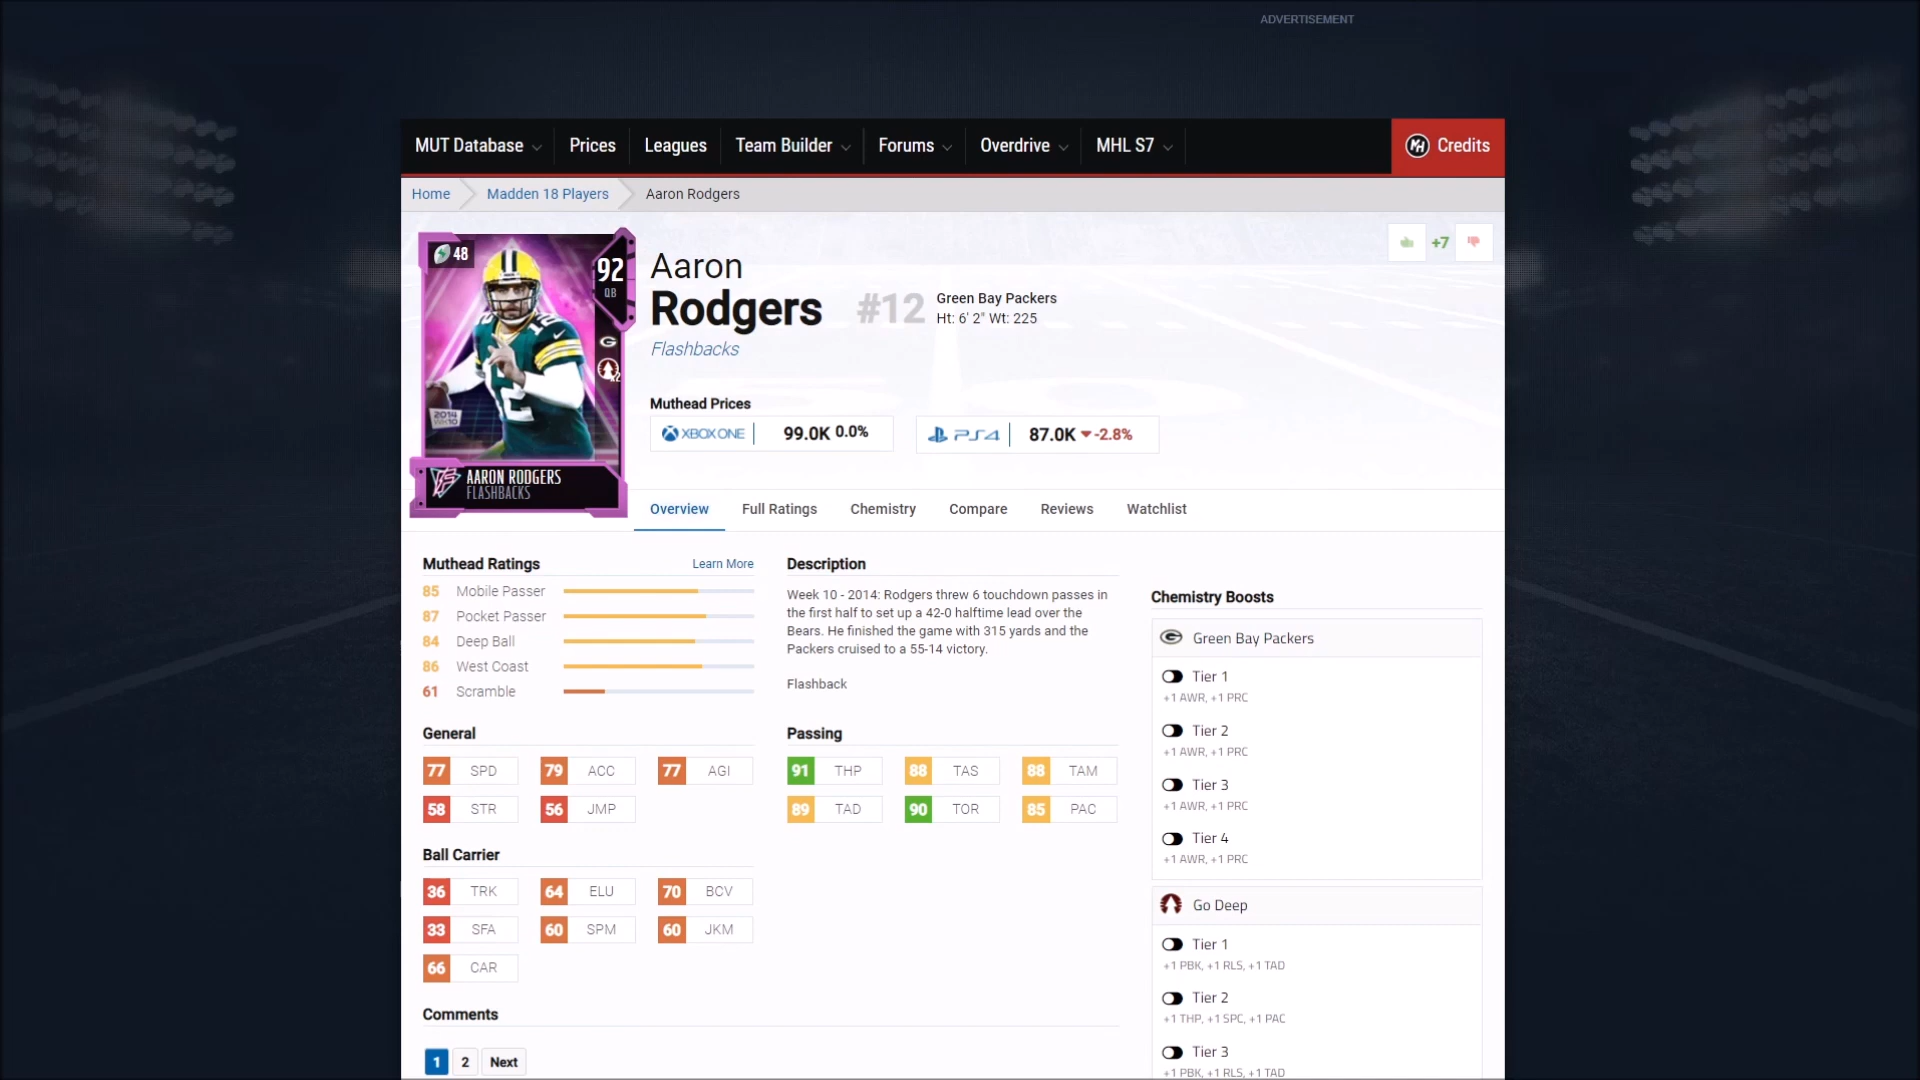 ADVERTISEMENT
MUT Database Prices Leagues Team Builder Forums Overdrive MHL S7 Credits
Home Madden 18 Players Aaron Rodgers
48
92
QB
x2
2014
WK10
AARON RODGERS
FLASHBACKS
Aaron
Rodgers #12
Green Bay Packers
Ht: 6' 2" Wt: 225
Flashbacks
+7
Muthead Prices
XBOX ONE 99.0K 0.0% PS4 87.0K -2.8%
Overview Full Ratings Chemistry Compare Reviews Watchlist
Muthead Ratings Learn More
85 Mobile Passer
87 Pocket Passer
84 Deep Ball
86 West Coast
61 Scramble
Description
Week 10 - 2014: Rodgers threw 6 touchdown passes in
the first half to set up a 42-0 halftime lead over the
Bears. He finished the game with 315 yards and the
Packers cruised to a 55-14 victory.
Flashback
General
77 SPD 79 ACC 77 AGI
58 STR 56 JMP
Passing
91 THP 88 TAS 88 TAM
89 TAD 90 TOR 85 PAC
Ball Carrier
36 TRK 64 ELU 70 BCV
33 SFA 60 SPM 60 JKM
66 CAR
Comments
1 2 Next
Chemistry Boosts
Green Bay Packers
Tier 1
+1 AWR, +1 PRC
Tier 2
+1 AWR, +1 PRC
Tier 3
+1 AWR, +1 PRC
Tier 4
+1 AWR, +1 PRC
Go Deep
Tier 1
+1 PBK, +1 RLS, +1 TAD
Tier 2
+1 THP, +1 SPC, +1 PAC
Tier 3
+1 PBK, +1 RLS, +1 TAD